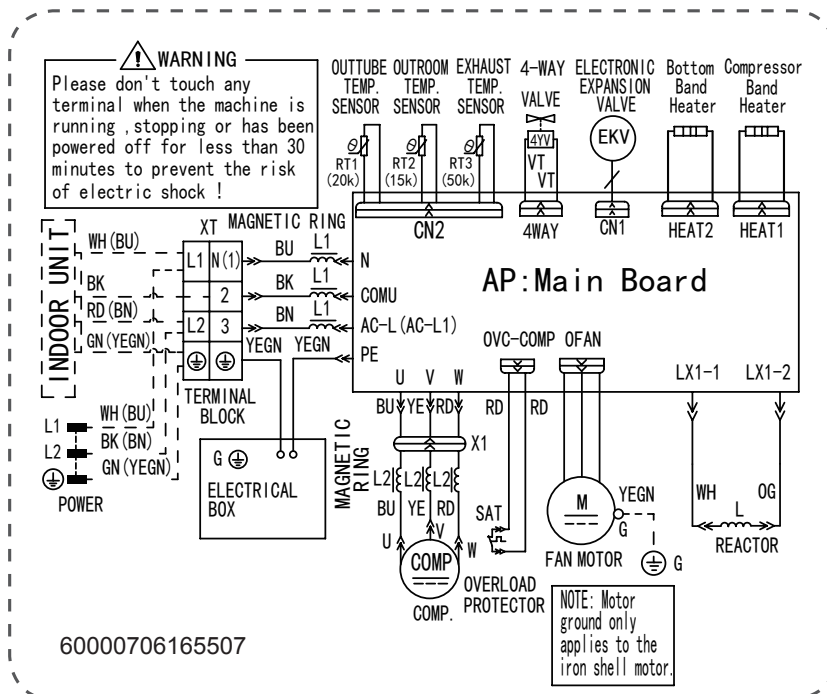 WARNING
Please don't touch any
terminal when the machine is
running ,stopping or has been
powered off for less than 30
minutes to prevent the risk
of electric shock !
OUTTUBE
TEMP.
SENSOR
OUTROOM
TEMP.
SENSOR
EXHAUST
TEMP.
SENSOR
4-WAY
VALVE
ELECTRONIC
EXPANSION
VALVE
Bottom
Band
Heater
Compressor
Band
Heater
θ
RT1
(20k)
θ
RT2
(15k)
θ
RT3
(50k)
4YV
VT
VT
EKV
CN2
4WAY
CN1
HEAT2
HEAT1
AP:Main Board
INDOOR UNIT
WH(BU)
BK
RD(BN)
GN(YEGN)
XT
L1
N(1)
2
L2
3
TERMINAL
BLOCK
MAGNETIC RING
BU
L1
N
BK
L1
COMU
BN
L1
AC-L(AC-L1)
YEGN
YEGN
PE
L1
L2
POWER
WH(BU)
BK(BN)
GN(YEGN)
G
ELECTRICAL
BOX
MAGNETIC
RING
U
V
W
BU
YE
RD
X1
L2
L2
L2
BU
YE
RD
U
V
W
COMP
COMP.
OVC-COMP
OFAN
RD
RD
SAT
OVERLOAD
PROTECTOR
M
FAN MOTOR
YEGN
G
G
LX1-1
LX1-2
WH
OG
L
REACTOR
NOTE: Motor
ground only
applies to the
iron shell motor.
60000706165507